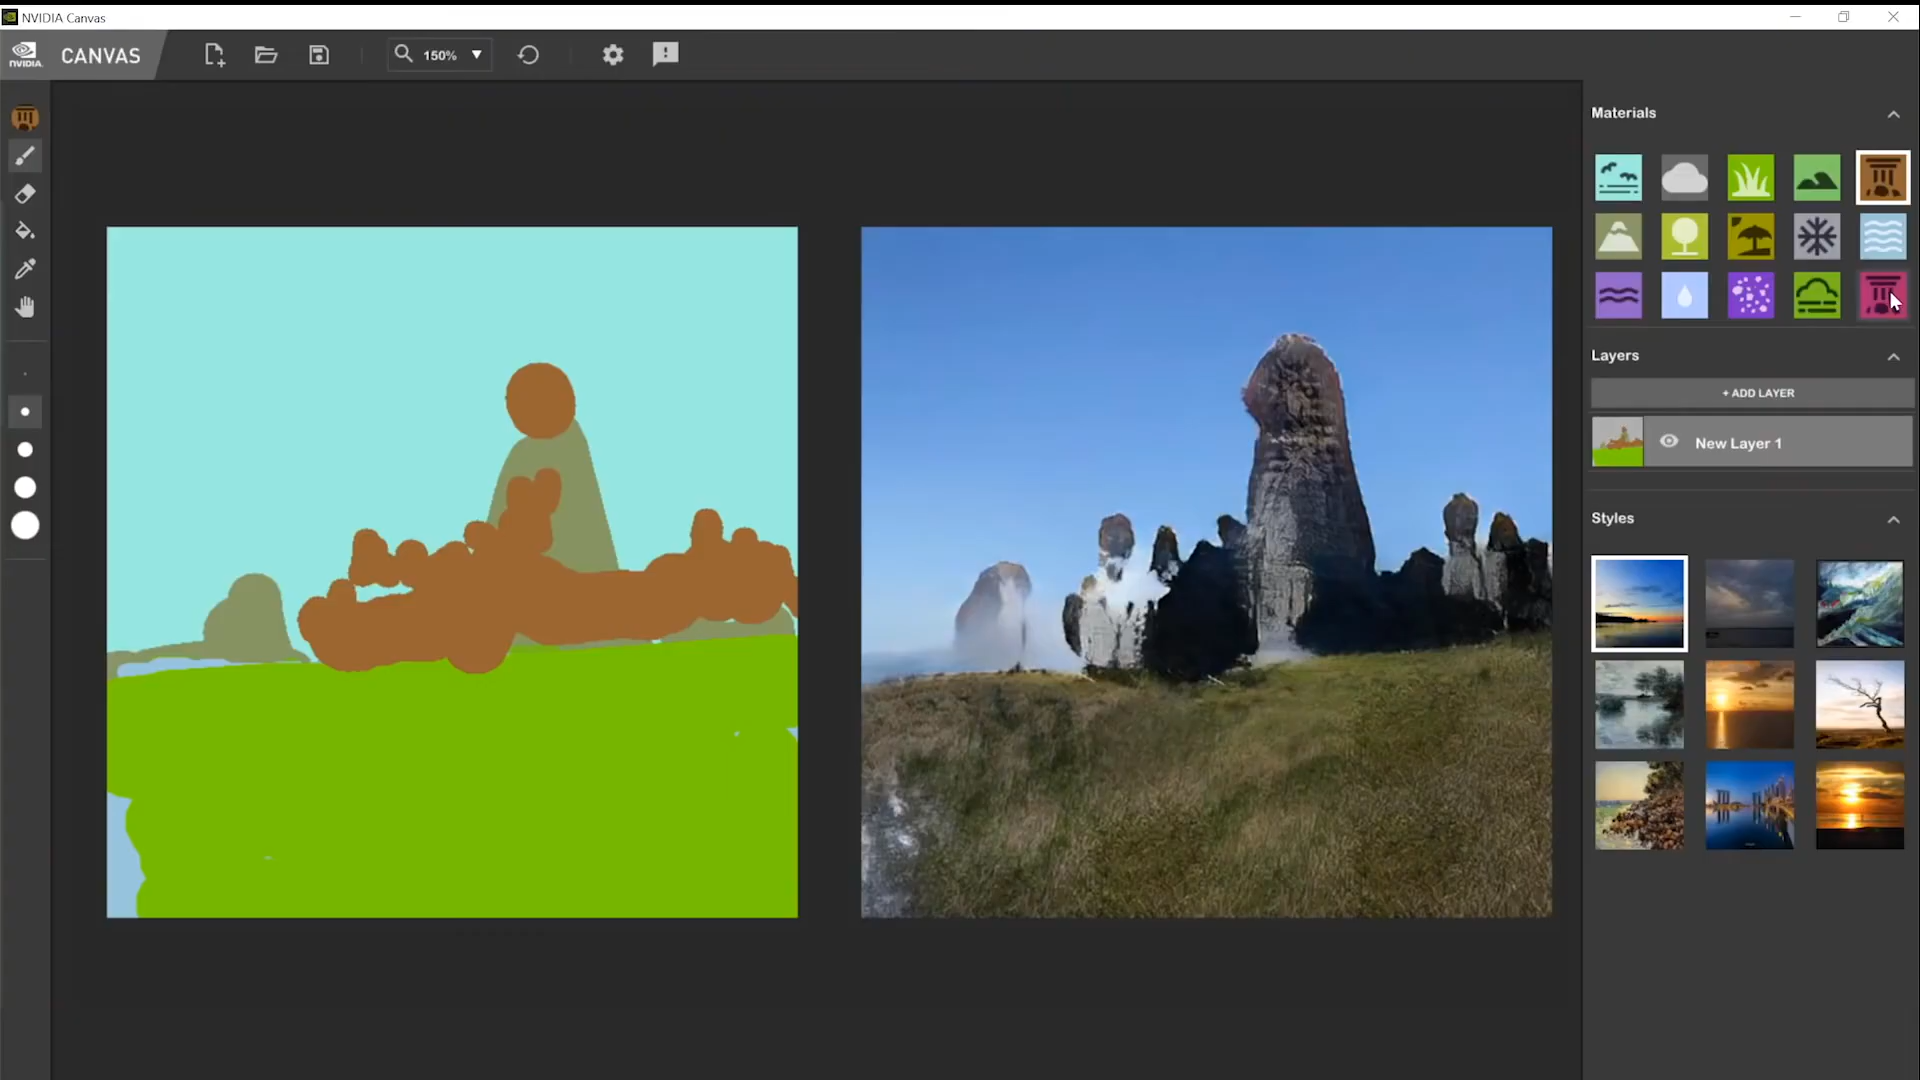 NVIDIA Canvas
NVIDIA.
CANVAS
150%
Materials
Layers
+ ADD LAYER
New Layer 1
Styles